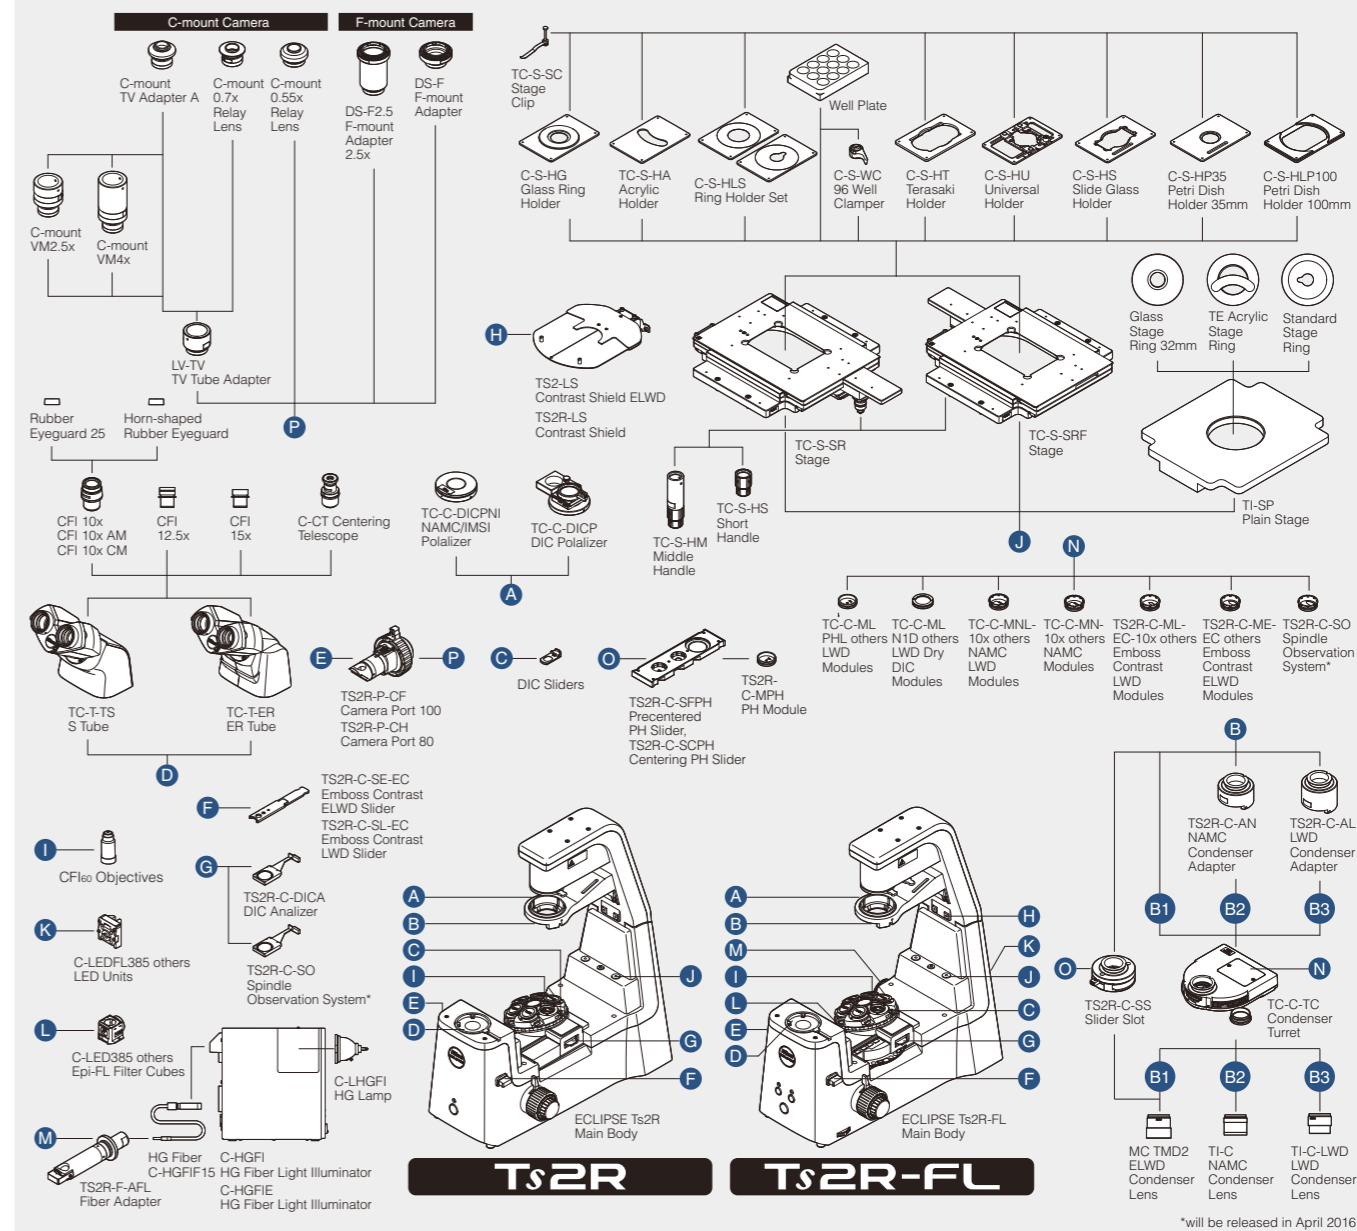 C-mount Camera
F-mount Camera
C-mount
TV Adapter A
C-mount
0.7x
Relay
Lens
C-mount
0.55x
Relay
Lens
DS-F2.5
F-mount
Adapter
2.5x
DS-F
F-mount
Adapter
C-mount
VM2.5x
C-mount
VM4x
LV-TV
TV Tube Adapter
P
Rubber
Eyeguard 25
Horn-shaped
Rubber Eyeguard
CFI 10x
CFI 10x AM
CFI 10x CM
CFI
12.5x
CFI
15x
C-CT Centering
Telescope
TC-T-TS
S Tube
TC-T-ER
ER Tube
D
TC-S-SC
Stage
Clip
Well Plate
C-S-HG
Glass Ring
Holder
TC-S-HA
Acrylic
Holder
C-S-HLS
Ring Holder Set
C-S-WC
96 Well
Clamper
C-S-HT
Terasaki
Holder
C-S-HU
Universal
Holder
C-S-HS
Slide Glass
Holder
C-S-HP35
Petri Dish
Holder 35mm
C-S-HLP100
Petri Dish
Holder 100mm
H
TS2-LS
Contrast Shield ELWD
TS2R-LS
Contrast Shield
Glass
Stage
Ring 32mm
TE Acrylic
Stage
Ring
Standard
Stage
Ring
TC-S-SR
Stage
TC-S-SRF
Stage
TI-SP
Plain Stage
TC-S-HM
Middle
Handle
TC-S-HS
Short
Handle
J
TC-C-DICPNI
NAMC/IMSI
Polalizer
TC-C-DICP
DIC Polalizer
A
N
TC-C-ML
PHL others
LWD
Modules
TC-C-ML
N1D others
LWD Dry
DIC
Modules
TC-C-MNL-
10x others
NAMC
LWD
Modules
TC-C-MN-
10x others
NAMC
Modules
TS2R-C-ML-
EC-10x others
Emboss
Contrast
LWD
Modules
TS2R-C-ME-
EC others
Emboss
Contrast
ELWD
Modules
TS2R-C-SO
Spindle
Observation
System*
E
P
TS2R-P-CF
Camera Port 100
TS2R-P-CH
Camera Port 80
C
DIC Sliders
O
TS2R-C-SFPH
Precentered
PH Slider,
TS2R-C-SCPH
Centering PH Slider
TS2R-
C-MPH
PH Module
F
TS2R-C-SE-EC
Emboss Contrast
ELWD Slider
TS2R-C-SL-EC
Emboss Contrast
LWD Slider
I
CFI60 Objectives
G
TS2R-C-DICA
DIC Analizer
TS2R-C-SO
Spindle
Observation System*
K
C-LEDFL385 others
LED Units
L
C-LED385 others
Epi-FL Filter Cubes
M
TS2R-F-AFL
Fiber Adapter
HG Fiber
C-HGFIF15
C-LHGFI
HG Lamp
C-HGFI
HG Fiber Light Illuminator
C-HGFIE
HG Fiber Light Illuminator
A
B
C
I
E
D
J
G
F
ECLIPSE Ts2R
Main Body
Ts2R
A
B
M
I
L
E
D
H
K
J
C
G
F
ECLIPSE Ts2R-FL
Main Body
Ts2R-FL
B
TS2R-C-AN
NAMC
Condenser
Adapter
TS2R-C-AL
LWD
Condenser
Adapter
B1
B2
B3
O
TS2R-C-SS
Slider Slot
N
TC-C-TC
Condenser
Turret
B1
B2
B3
MC TMD2
ELWD
Condenser
Lens
TI-C
NAMC
Condenser
Lens
TI-C-LWD
LWD
Condenser
Lens
*will be released in April 2016